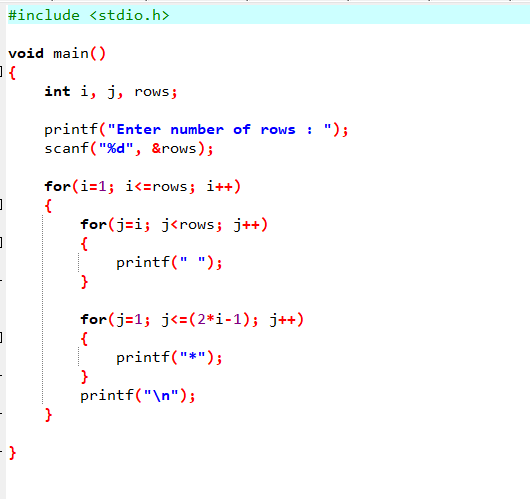 #include <stdio.h>
void main()
{
int i, j, rows;
printf("Enter number of rows : ");
scanf("%d", &rows);
for(i=1; i<=rows; i++)
{
for(j=i; j<rows; j++)
{
printf(" ");
}
for(j=1; j<=(2*i-1); j++)
{
printf("*");
}
printf("\n");
}
}